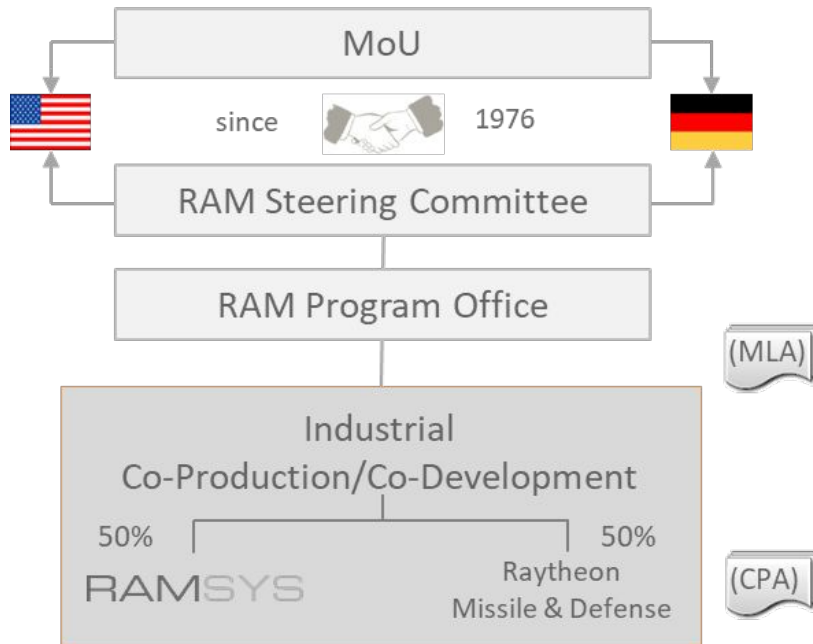 MoU
since
1976
RAM Steering Committee
RAM Program Office
(MLA)
Industrial
Co-Production/Co-Development
50%
50%
RAMSYS
Raytheon
Missile & Defense
(CPA)